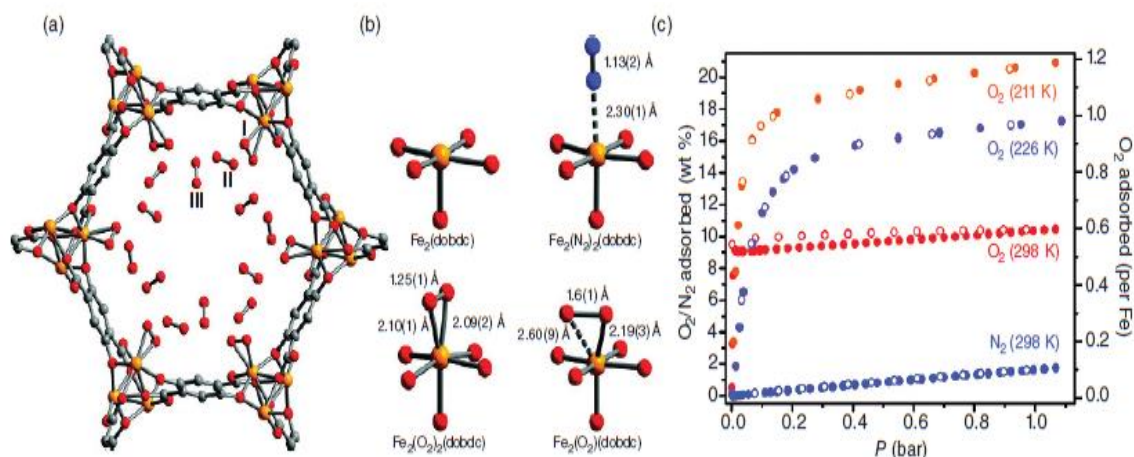 (a)
I
II
III
(b)
1.13(2) Å
2.30(1) Å
Fe2(dobdc)
Fe2(N2)2(dobdc)
1.25(1) Å
2.10(1) Å
2.09(2) Å
1.6(1) Å
2.60(9) Å
2.19(3) Å
Fe2(O2)2(dobdc)
Fe2(O2)(dobdc)
(c)
O2/N2 adsorbed (wt %)
20
18
16
14
12
10
8
6
4
2
0
O2 (211 K)
O2 (226 K)
O2 (298 K)
N2 (298 K)
1.2
1.0
0.8
0.6
0.4
0.2
0.0
O2 adsorbed (per Fe)
0.0 0.2 0.4 0.6 0.8 1.0
P (bar)